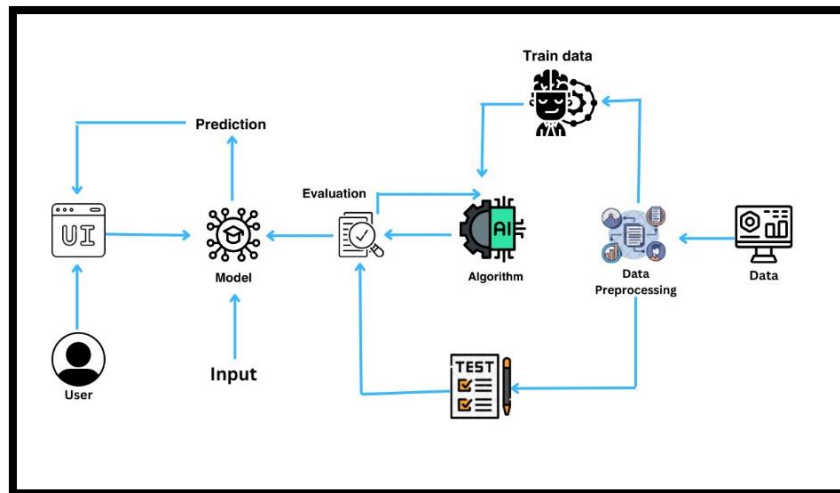 Train data
Prediction
Evaluation
UI
AI
Model
Algorithm
Data
Preprocessing
Data
User
Input
TEST